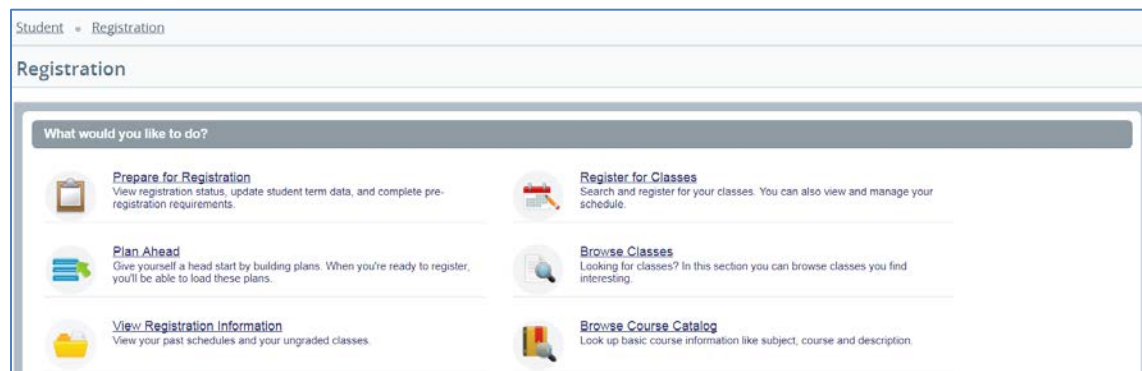 Student • Registration
Registration
What would you like to do?
Prepare for Registration
View registration status, update student term data, and complete pre-
registration requirements.
Register for Classes
Search and register for your classes. You can also view and manage your
schedule.
Plan Ahead
Give yourself a head start by building plans. When you're ready to register,
you'll be able to load these plans.
Browse Classes
Looking for classes? In this section you can browse classes you find
interesting.
View Registration Information
View your past schedules and your ungraded classes.
Browse Course Catalog
Look up basic course information like subject, course and description.